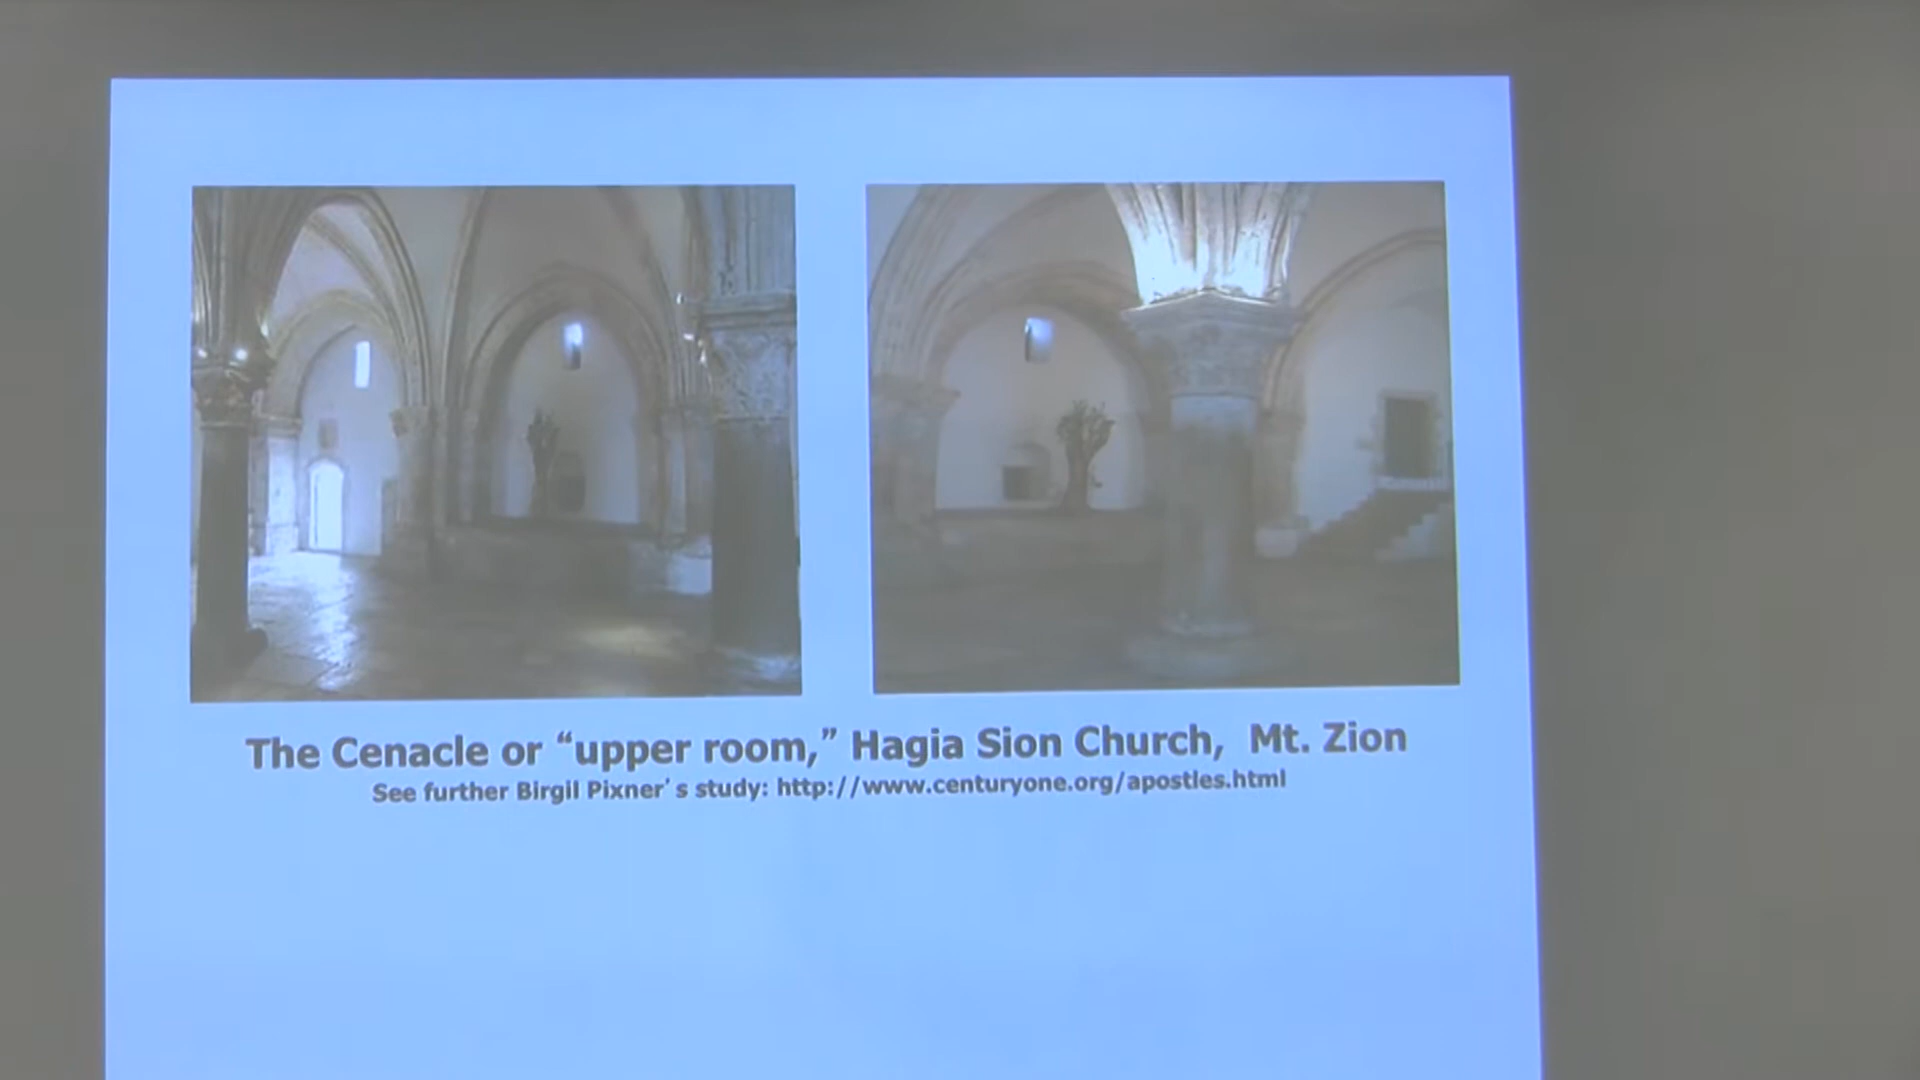 The Cenacle or “upper room,” Hagia Sion Church, Mt. Zion
See further Birgil Pixner’s study: http://www.centuryone.org/apostles.html